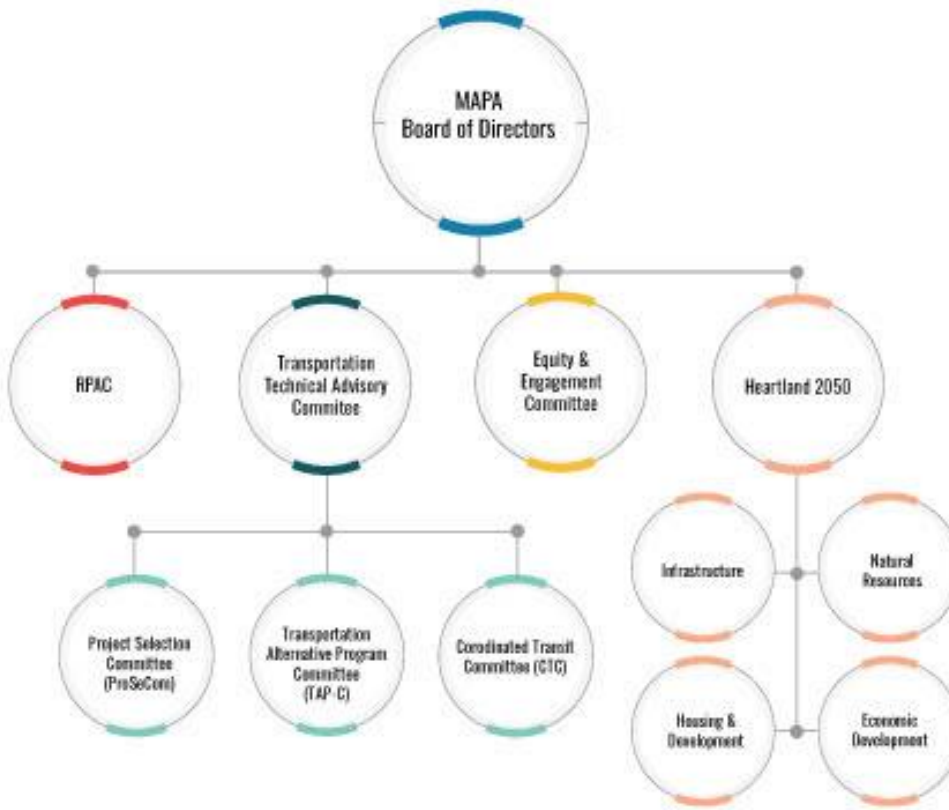 MAPA
Board of Directors
RPAC
Transportation
Technical Advisory
Commitee
Equity &
Engagement
Committee
Heartland 2050
Project Selection
Committee
(ProSeCom)
Transportation
Alternative Program
Committee
(TAP-C)
Corodinated Transit
Committee (CTC)
Infrastructure
Natural
Resources
Housing &
Development
Economic
Development